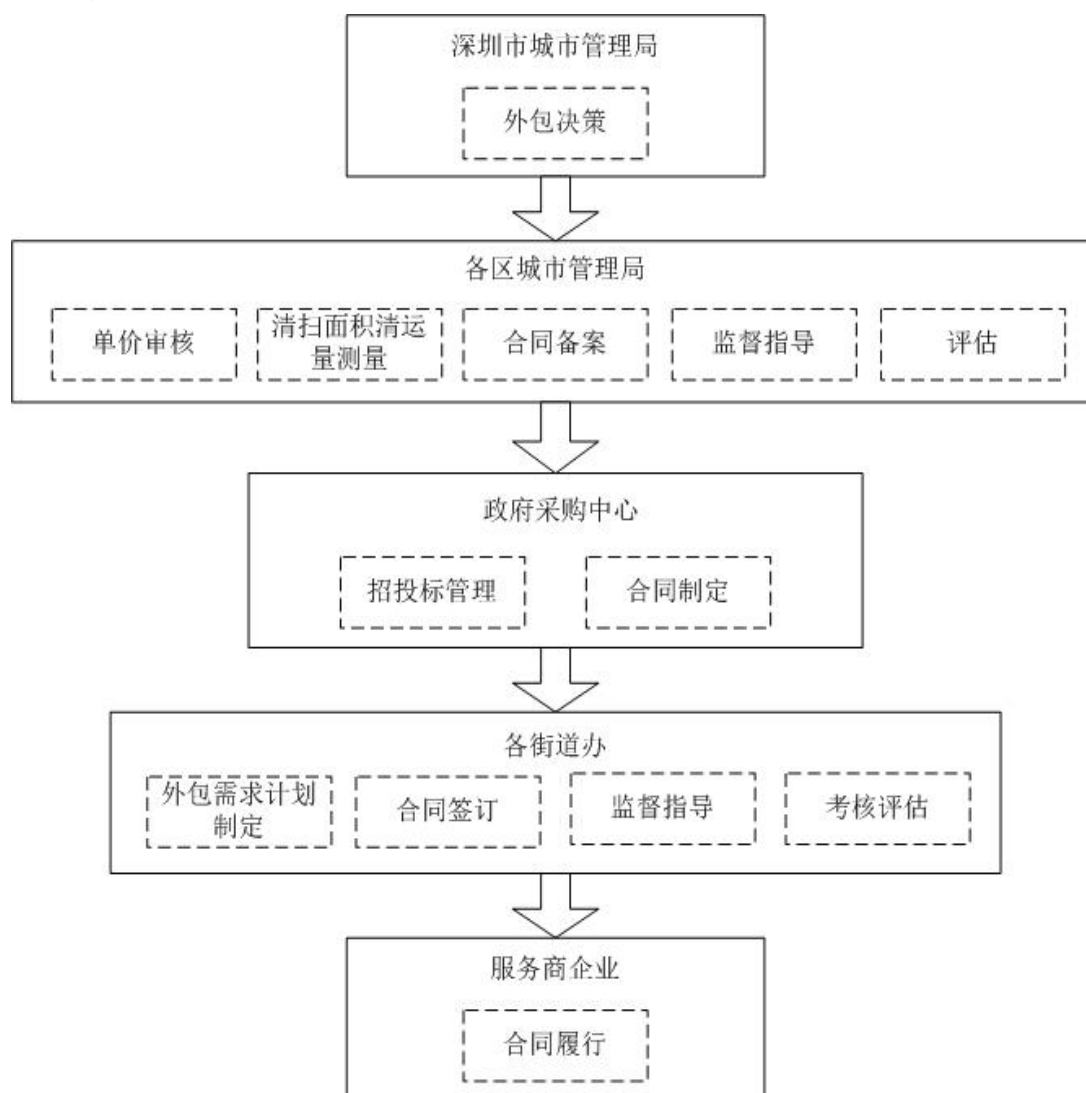 深圳市城市管理局
外包决策
各区城市管理局
单价审核
清扫面积清运
量测量
合同备案
监督指导
评估
政府采购中心
招投标管理
合同制定
各街道办
外包需求计划
制定
合同签订
监督指导
考核评估
服务商企业
合同履行